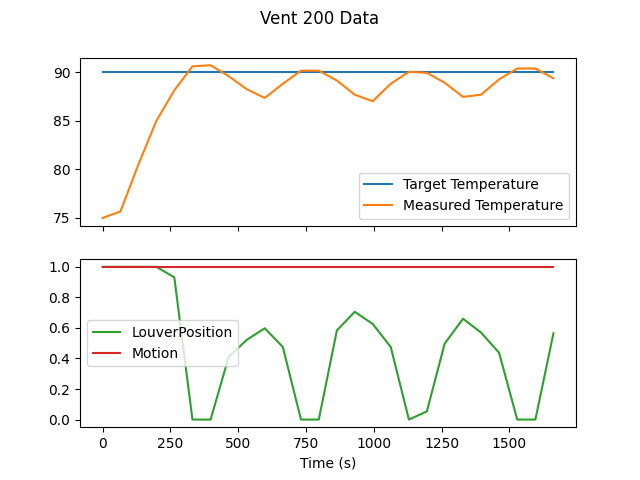 Vent 200 Data
90
85
80
75
Target Temperature
Measured Temperature
1.0
0.8
0.6
0.4
0.2
0.0
LouverPosition
Motion
0 250 500 750 1000 1250 1500
Time (s)